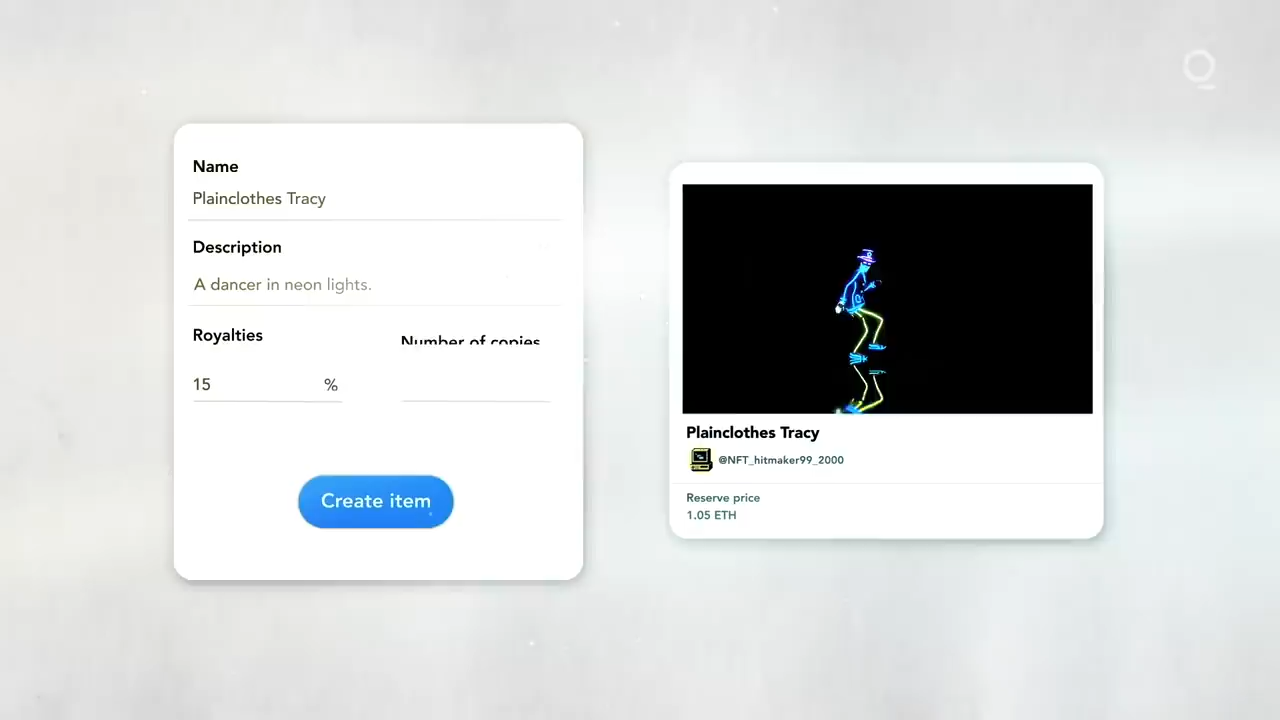 Name
Plainclothes Tracy
Description
A dancer in neon lights.
Royalties
Number of copies
15 %
Create item
Plainclothes Tracy
@NFT_hitmaker99_2000
Reserve price
1.05 ETH